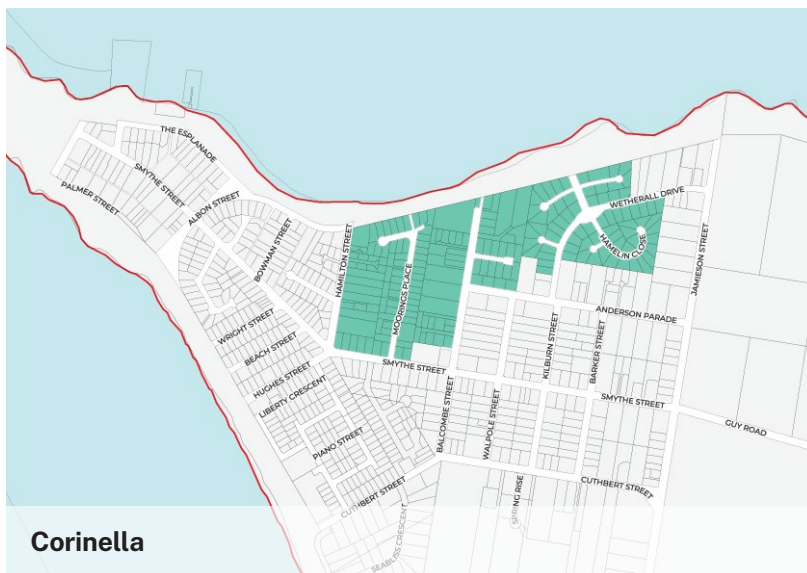 THE ESPLANADE
SMYTHE STREET
PALMER STREET
ALBON STREET
BOWMAN STREET
HAMILTON STREET
MOORINGS PLACE
WETHERALL DRIVE
HAMELIN CLOSE
JAMIESON STREET
ANDERSON PARADE
WRIGHT STREET
BEACH STREET
HUGHES STREET
LIBERTY CRESCENT
SMYTHE STREET
KILBURN STREET
BARKER STREET
BALCOMBE STREET
WALPOLE STREET
SMYTHE STREET
GUY ROAD
PIANO STREET
CUTHBERT STREET
CUTHBERT STREET
SPRING RISE
SEABLISS CRESCENT
Corinella